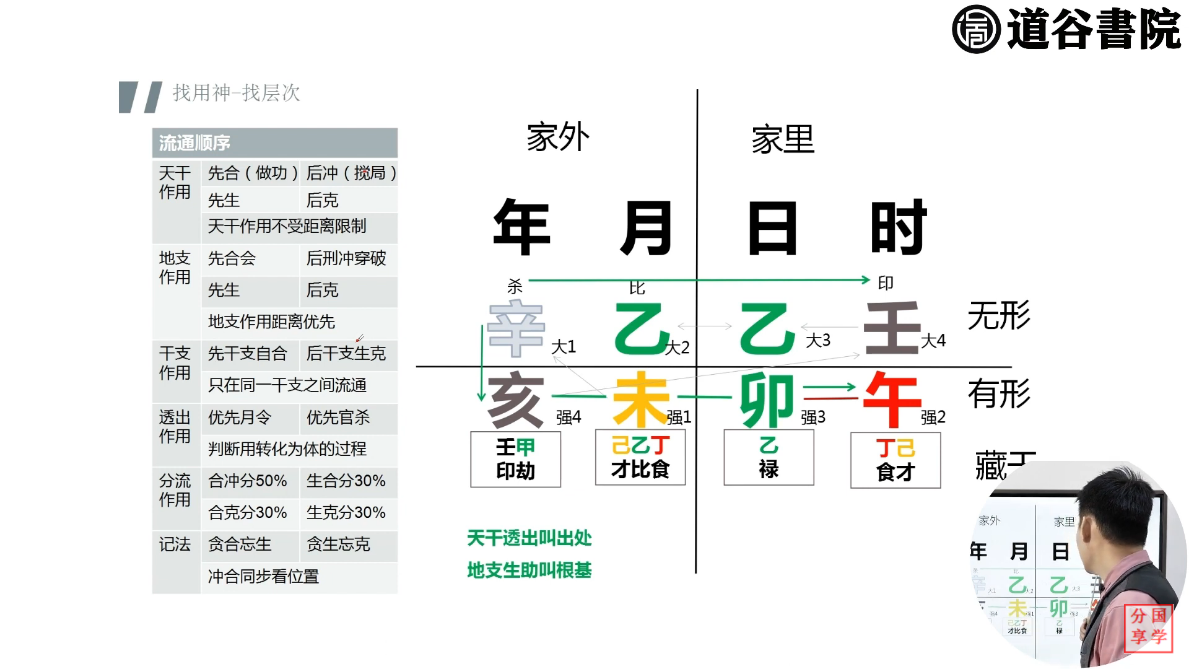 道谷書院
找用神-找层次
流通顺序
天干作用 先合（做功） 后冲（搅局）
先生 后克
天干作用不受距离限制
地支作用 先合会 后刑冲穿破
先生 后克
地支作用距离优先
干支作用 先干支自合 后干支生克
只在同一干支之间流通
透出作用 优先月令 优先官杀
判断用转化为体的过程
分流作用 合冲分50% 生合分30%
合克分30% 生克分30%
记法 贪合忘生 贪生忘克
冲合同步看位置
家外 家里
年 月 日 时
杀 比 印
辛 乙 乙 壬 无形
大1 大2 大3 大4
亥 未 卯 午 有形
强4 强1 强3 强2
壬甲 己乙丁 乙 丁己
印劫 才比食 禄 食才
藏干
天干透出叫出处
地支生助叫根基
家外 家里
年 月 日
乙 乙
未 卯
才比食 禄
分国
享学